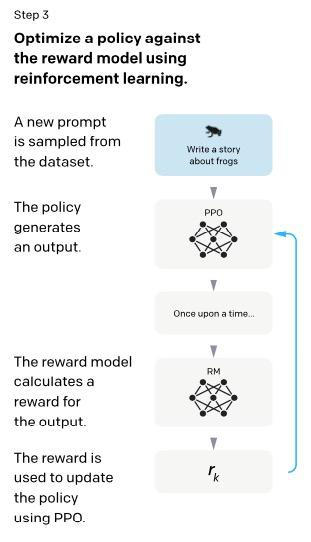 Step 3
Optimize a policy against
the reward model using
reinforcement learning.
A new prompt
is sampled from
the dataset.
Write a story
about frogs
The policy
generates
an output.
PPO
Once upon a time...
The reward model
calculates a
reward for
the output.
RM
The reward is
used to update
the policy
using PPO.
r_k